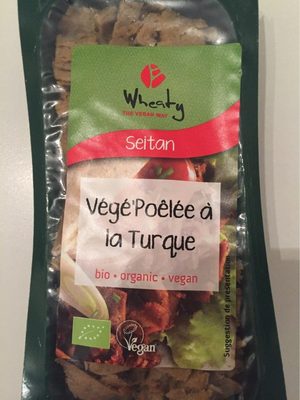 Wheaty
THE VEGAN WAY
Seitan
Végé'Poêlée à
la Turque
bio • organic • vegan
Suggestion de présentation
Vegan